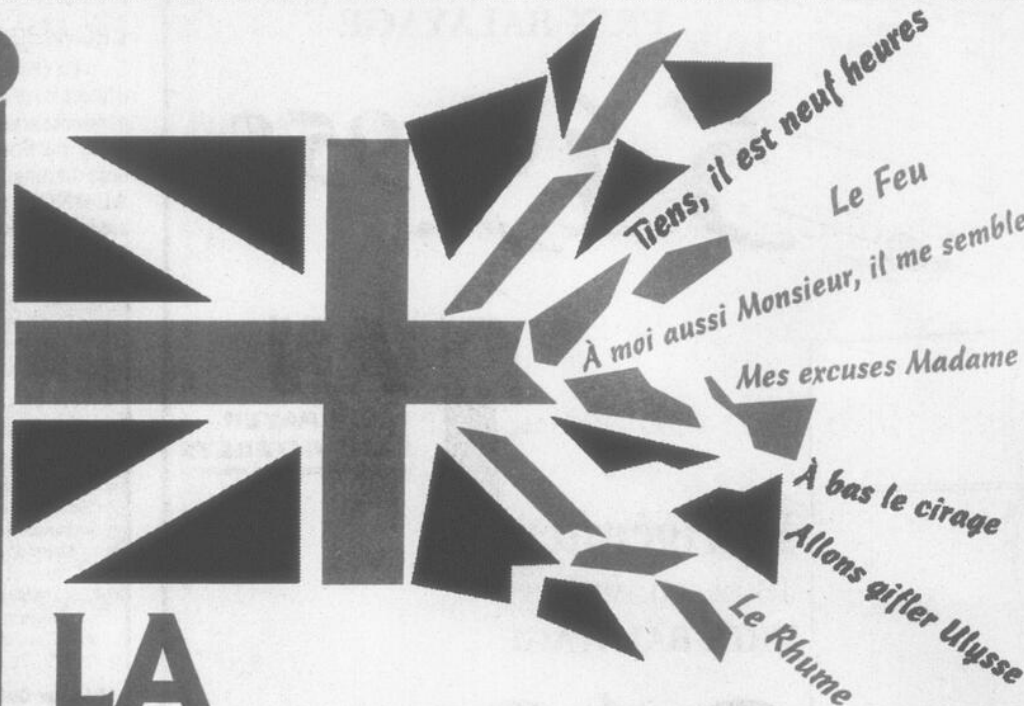 Tiens, il est neuf heures
Le Feu
À moi aussi Monsieur, il me semble
Mes excuses Madame
À bas le cirage
Allons gifler Ulysse
Le Rhume
LA